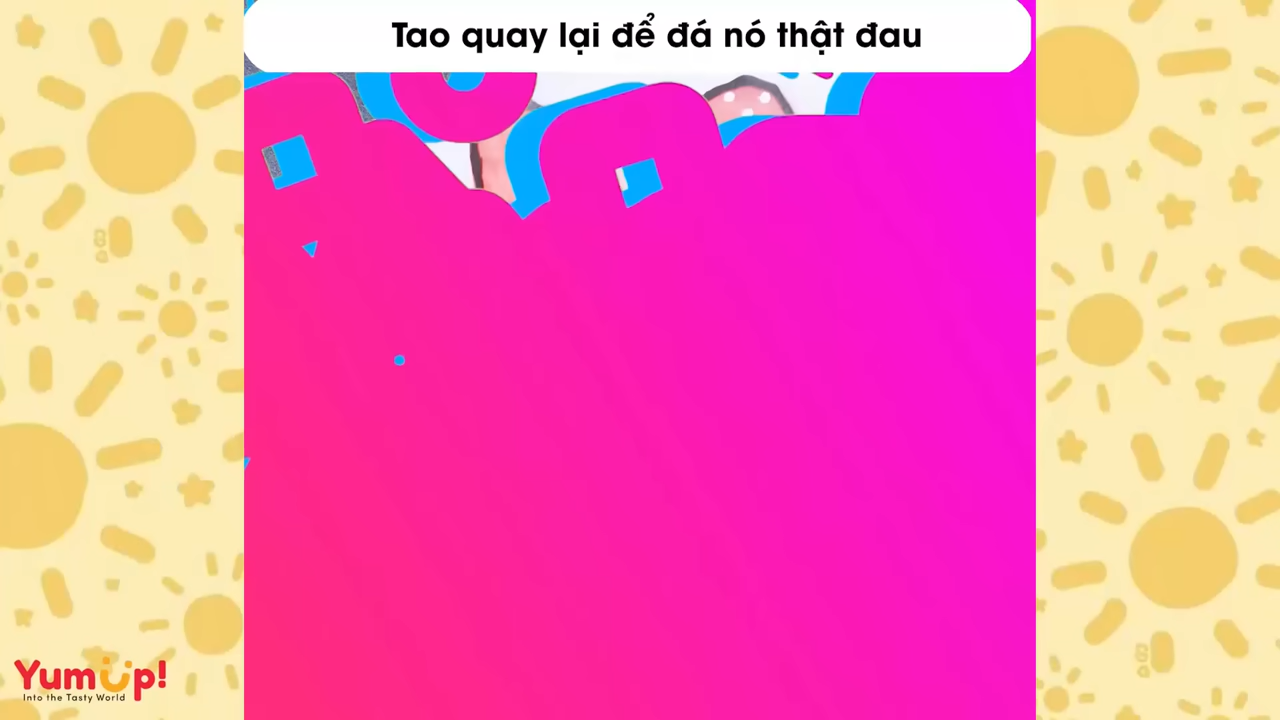 Tao quay lại để đá nó thật đau
YumUp!
Into the Tasty World